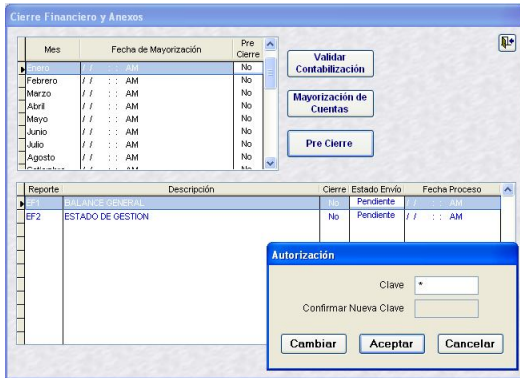 Cierre Financiero y Anexos
Mes Fecha de Mayorización Pre Cierre
Enero / / : : AM No
Febrero / / : : AM No
Marzo / / : : AM No
Abril / / : : AM No
Mayo / / : : AM No
Junio / / : : AM No
Julio / / : : AM No
Agosto / / : : AM No
Validar Contabilización
Mayorización de Cuentas
Pre Cierre
Reporte Descripción Cierre Estado Envío Fecha Proceso
EF1 BALANCE GENERAL No Pendiente / / : : AM
EF2 ESTADO DE GESTION No Pendiente / / : : AM
Autorización
Clave *
Confirmar Nueva Clave
Cambiar Aceptar Cancelar